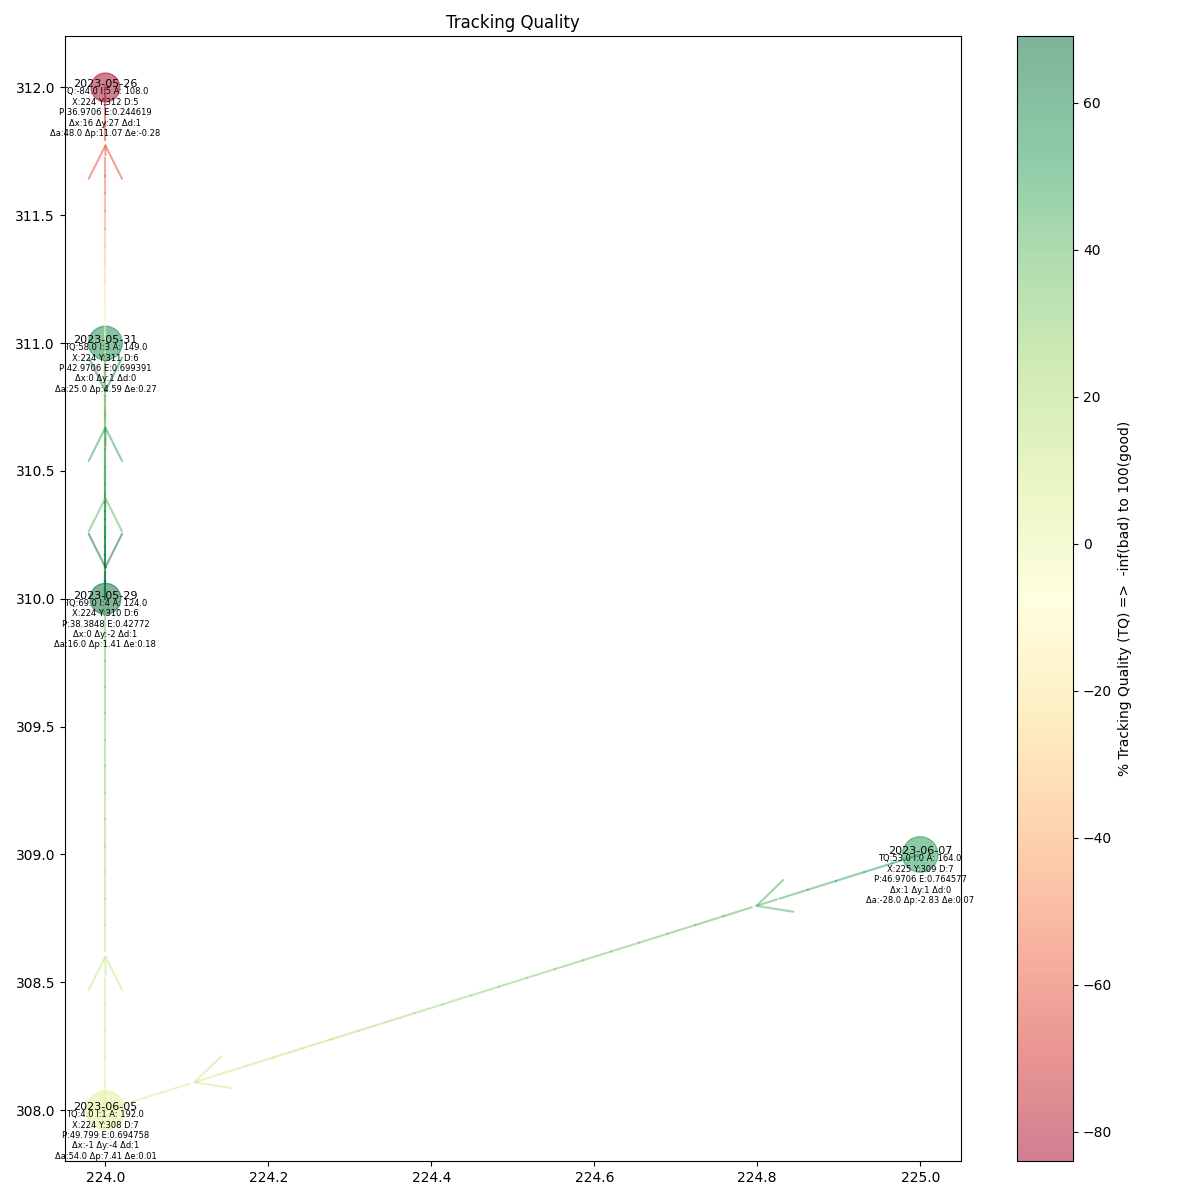 Tracking Quality
312.0
311.5
311.0
310.5
310.0
309.5
309.0
308.5
308.0
2023-05-26
TQ:-84.0 I:5 A: 108.0
X:224 Y:312 D:5
P:36.9706 E:0.244619
Δx:16 Δy:27 Δd:1
Δa:48.0 Δp:11.07 Δe:-0.28
2023-05-31
TQ:58.0 I:3 A: 149.0
X:224 Y:311 D:6
P:42.9706 E:0.699391
Δx:0 Δy:1 Δd:0
Δa:25.0 Δp:4.59 Δe:0.27
2023-05-29
TQ:69.0 I:4 A: 124.0
X:224 Y:310 D:6
P:38.3848 E:0.42772
Δx:0 Δy:-2 Δd:1
Δa:16.0 Δp:1.41 Δe:0.18
2023-06-07
TQ:53.0 I:0 A: 164.0
X:225 Y:309 D:7
P:46.9706 E:0.764577
Δx:1 Δy:1 Δd:0
Δa:-28.0 Δp:-2.83 Δe:0.07
2023-06-05
TQ:4.0 I:1 A: 192.0
X:224 Y:308 D:7
P:49.799 E:0.694758
Δx:-1 Δy:-4 Δd:1
Δa:54.0 Δp:7.41 Δe:0.01
224.0
224.2
224.4
224.6
224.8
225.0
60
40
20
0
−20
−40
−60
−80
% Tracking Quality (TQ) => -inf(bad) to 100(good)